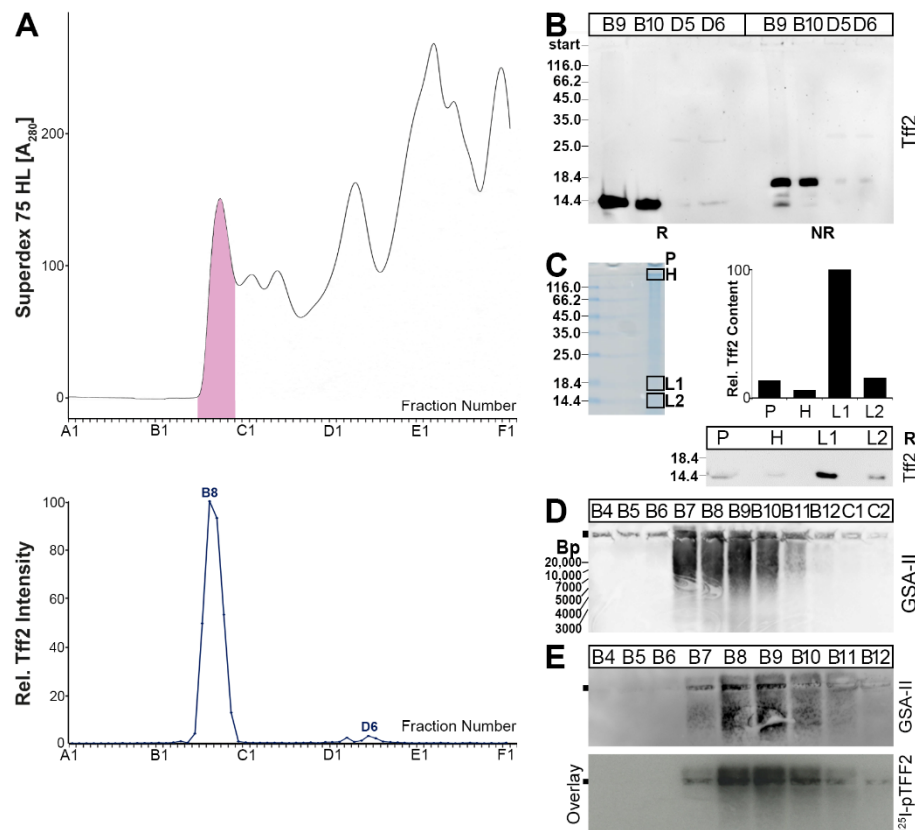 A
Superdex 75 HL [A280]
200
100
0
Fraction Number
A1 B1 C1 D1 E1 F1
Rel. Tff2 Intensity
100
80
60
40
20
0
B8
D6
Fraction Number
A1 B1 C1 D1 E1 F1
B
B9 B10 D5 D6 B9 B10 D5 D6
start
116.0
66.2
45.0
35.0
25.0
18.4
14.4
R NR
Tff2
C
P
H
116.0
66.2
45.0
35.0
25.0
18.4
14.4
L1
L2
Rel. Tff2 Content
100
0
P H L1 L2
P H L1 L2 R
18.4
14.4
Tff2
D
B4 B5 B6 B7 B8 B9 B10 B11 B12 C1 C2
Bp
20,000
10,000
7000
5000
4000
3000
GSA-II
E
B4 B5 B6 B7 B8 B9 B10 B11 B12
GSA-II
Overlay
25I-pTFF2